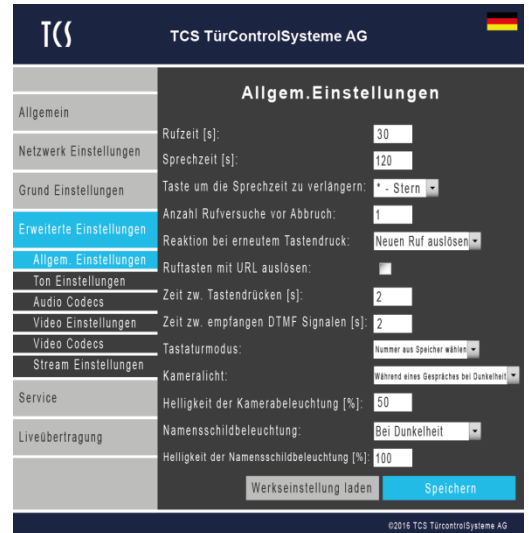 TCS TCS TürControlSysteme AG
Allgemein
Netzwerk Einstellungen
Grund Einstellungen
Erweiterte Einstellungen
Allgem. Einstellungen
Ton Einstellungen
Audio Codecs
Video Einstellungen
Video Codecs
Stream Einstellungen
Service
Liveübertragung
Allgem.Einstellungen
Rufzeit [s]: 30
Sprechzeit [s]: 120
Taste um die Sprechzeit zu verlängern: * - Stern
Anzahl Rufversuche vor Abbruch: 1
Reaktion bei erneutem Tastendruck: Neuen Ruf auslösen
Ruftasten mit URL auslösen:
Zeit zw. Tastendrücken [s]: 2
Zeit zw. empfangen DTMF Signalen [s]: 2
Tastaturmodus: Nummer aus Speicher wählen
Kameralicht: Während eines Gespräches bei Dunkelheit
Helligkeit der Kamerabeleuchtung [%]: 50
Namensschildbeleuchtung: Bei Dunkelheit
Helligkeit der Namensschildbeleuchtung [%]: 100
Werkseinstellung laden Speichern
©2016 TCS TürcontrolSysteme AG